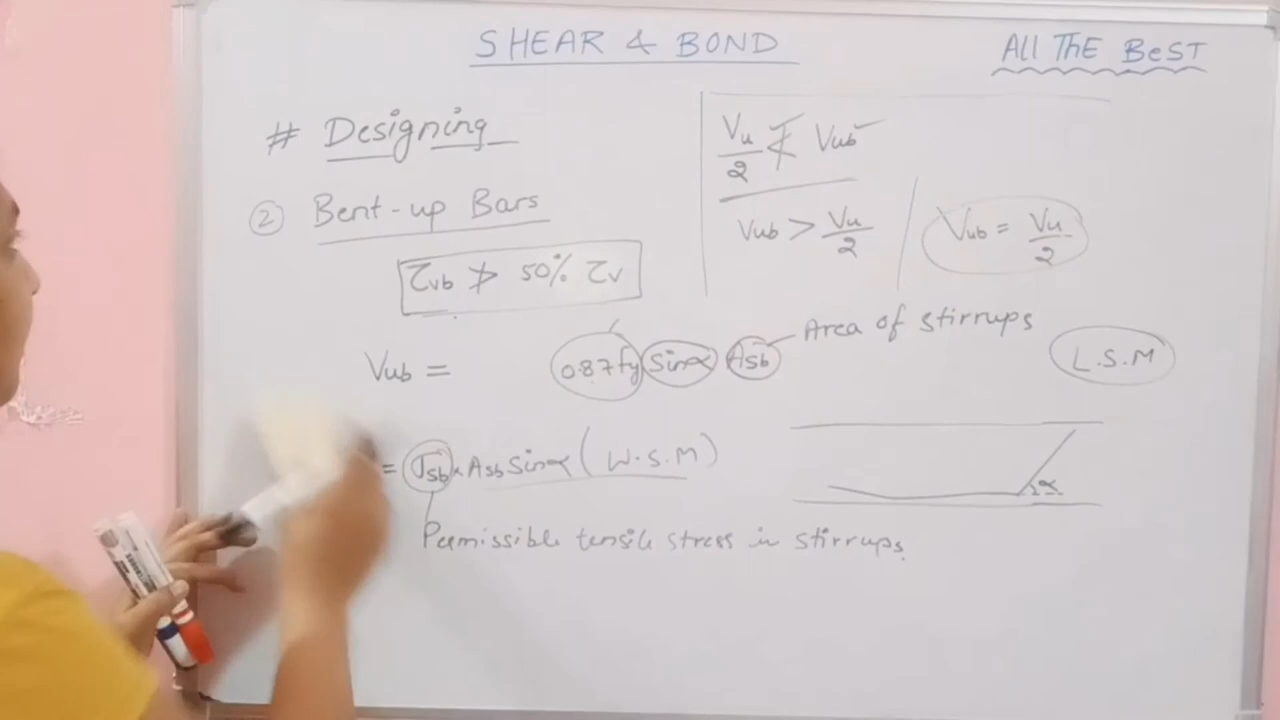 SHEAR & BOND
All ThE BeST
# Designing
② Bent-up Bars
τvb ≯ 50% τv
Vu/2 ≮ Vub
Vub > Vu/2
Vub = Vu/2
Vub = 0.87fy Sinα Asb
Area of stirrups
L.S.M
= σsb × Asb Sinα (W.S.M)
α
Permissible tensile stress in stirrups.